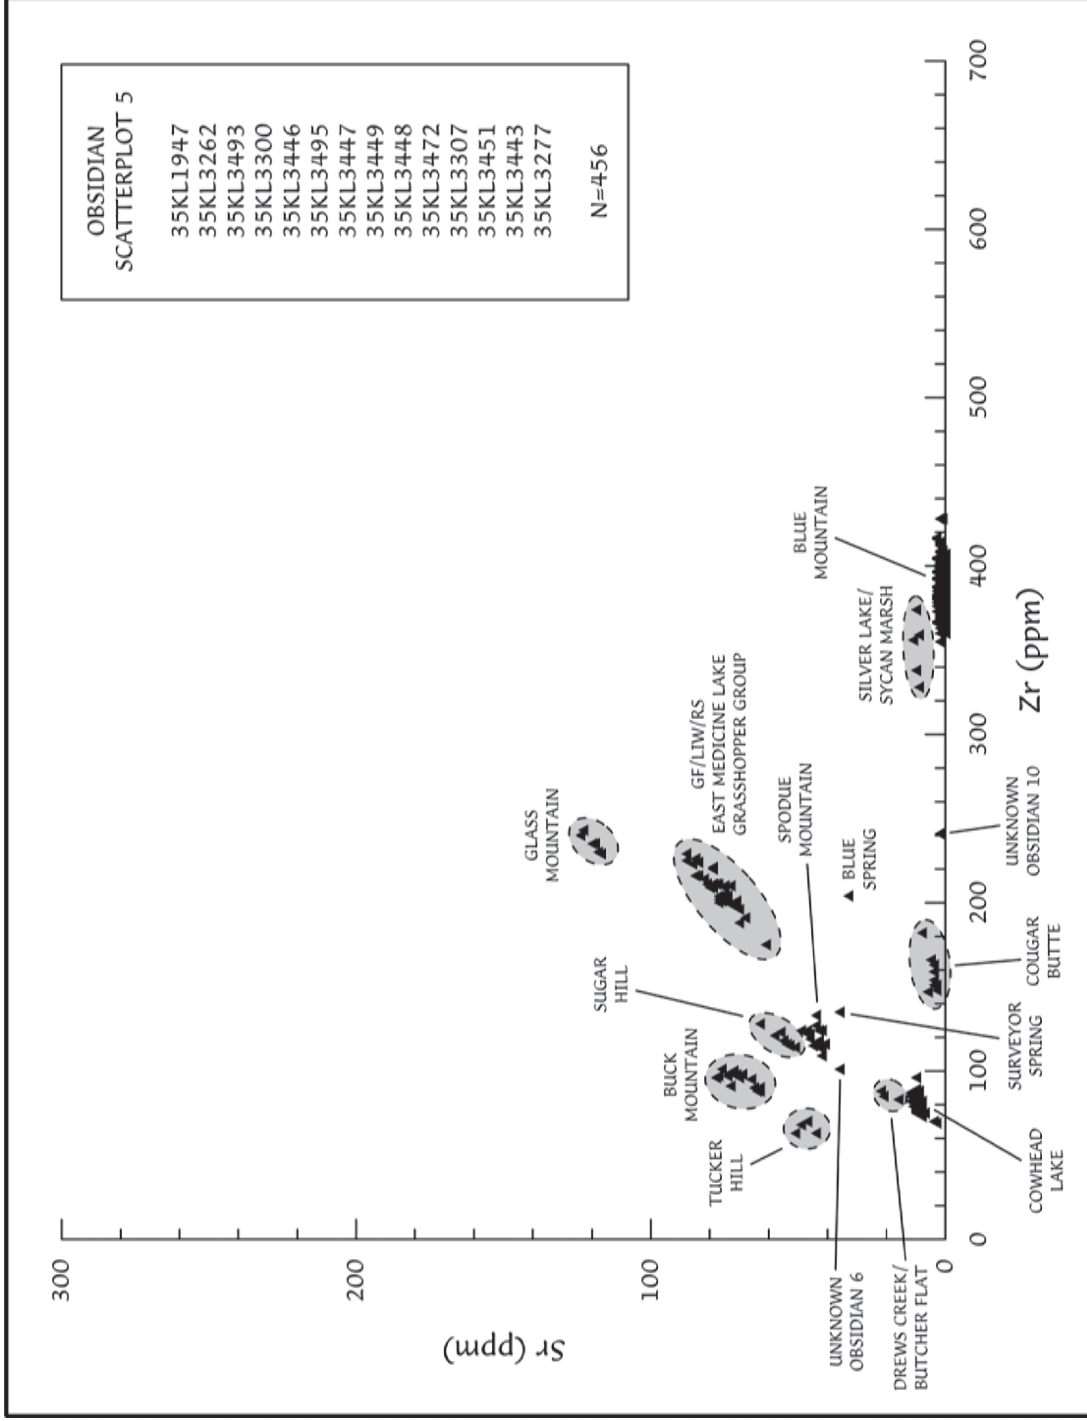 OBSIDIAN
SCATTERPLOT 5
35KL1947
35KL3262
35KL3493
35KL3300
35KL3446
35KL3495
35KL3447
35KL3449
35KL3448
35KL3472
35KL3307
35KL3451
35KL3443
35KL3277
N=456
300
200
100
0
Sr (ppm)
GLASS
MOUNTAIN
GF/LIW/RS
EAST MEDICINE LAKE
GRASSHOPPER GROUP
SUGAR
HILL
BUCK
MOUNTAIN
TUCKER
HILL
SPODUE
MOUNTAIN
BLUE
SPRING
BLUE
MOUNTAIN
SILVER LAKE/
SYCAN MARSH
UNKNOWN
OBSIDIAN 6
DREWS CREEK/
BUTCHER FLAT
0
100
200
300
400
500
600
700
COWHEAD
LAKE
SURVEYOR
SPRING
COUGAR
BUTTE
UNKNOWN
OBSIDIAN 10
Zr (ppm)